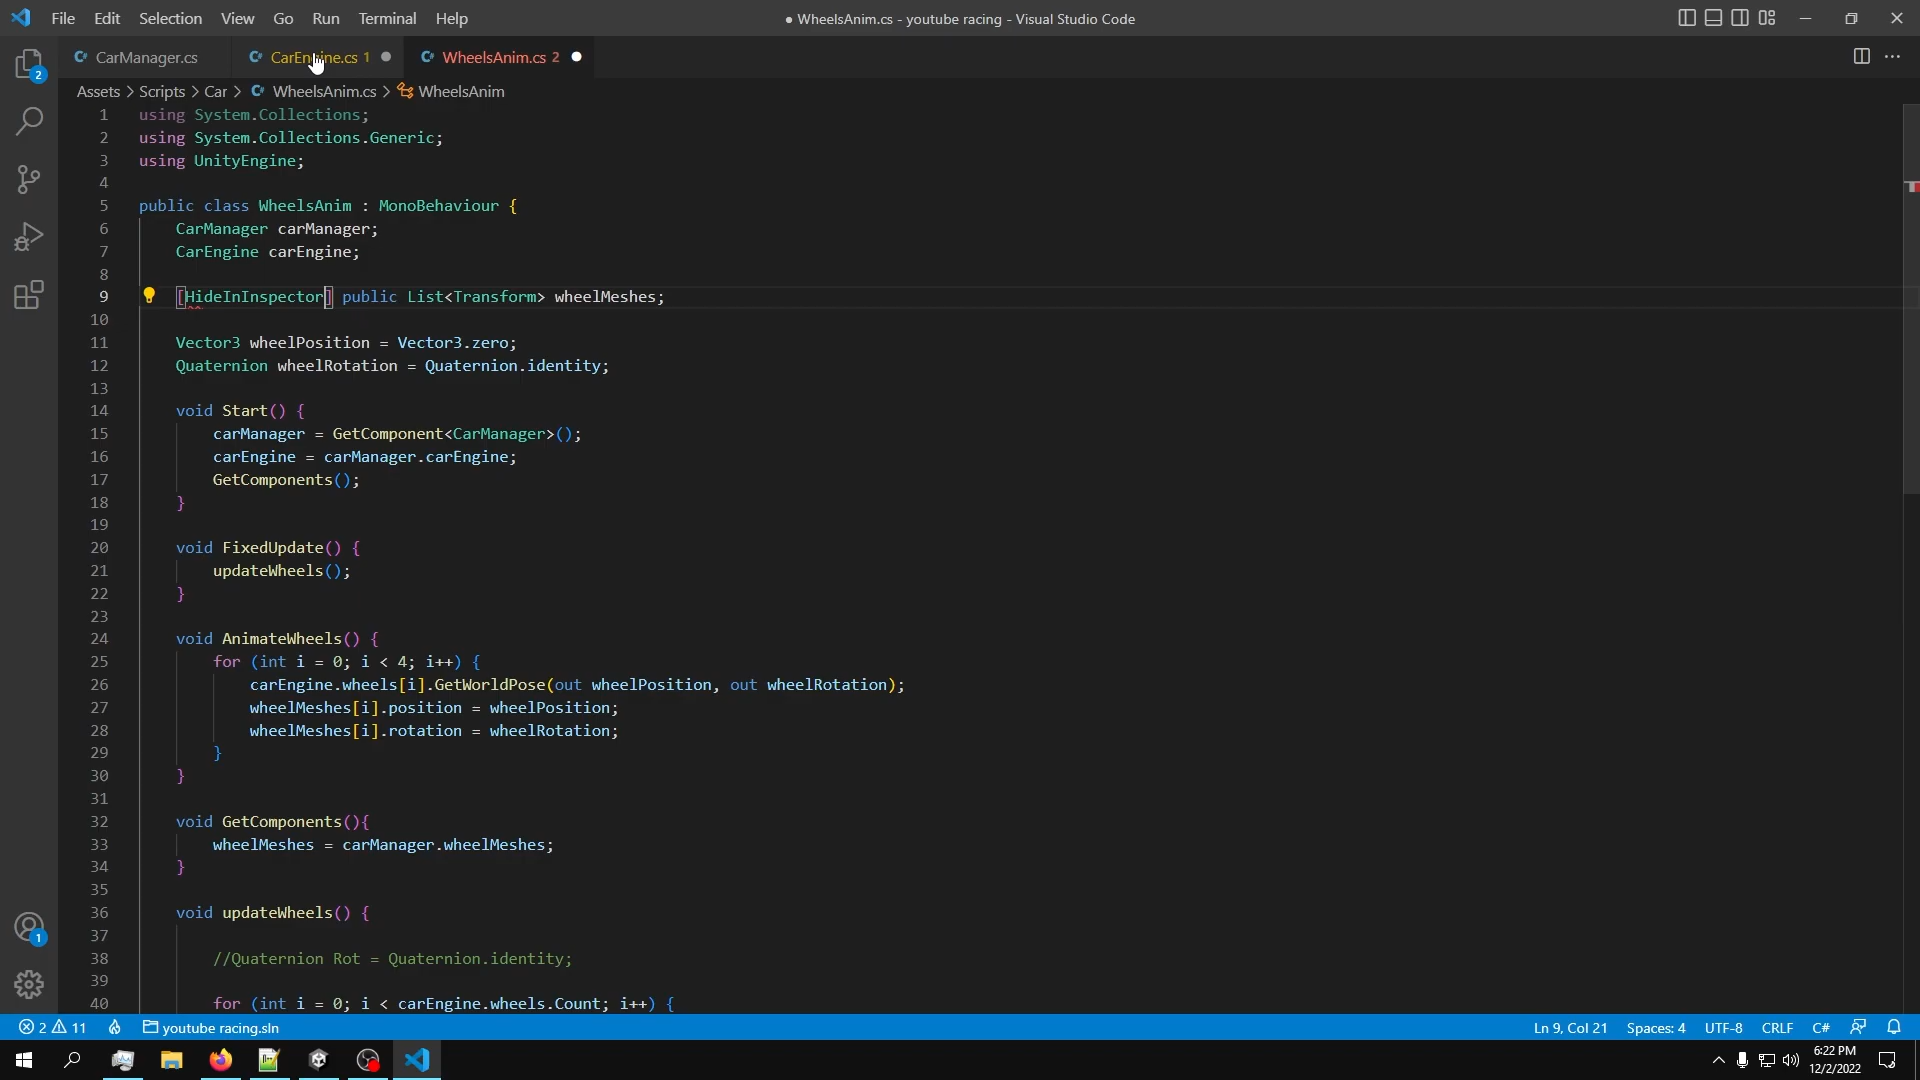 File Edit Selection View Go Run Terminal Help
● WheelsAnim.cs - youtube racing - Visual Studio Code
CarManager.cs
CarEngine.cs 1
WheelsAnim.cs 2
Assets > Scripts > Car > WheelsAnim.cs > WheelsAnim
1 using System.Collections;
2 using System.Collections.Generic;
3 using UnityEngine;
4
5 public class WheelsAnim : MonoBehaviour {
6 CarManager carManager;
7 CarEngine carEngine;
8
9 [HideInInspector] public List<Transform> wheelMeshes;
10
11 Vector3 wheelPosition = Vector3.zero;
12 Quaternion wheelRotation = Quaternion.identity;
13
14 void Start() {
15 carManager = GetComponent<CarManager>();
16 carEngine = carManager.carEngine;
17 GetComponents();
18 }
19
20 void FixedUpdate() {
21 updateWheels();
22 }
23
24 void AnimateWheels() {
25 for (int i = 0; i < 4; i++) {
26 carEngine.wheels[i].GetWorldPose(out wheelPosition, out wheelRotation);
27 wheelMeshes[i].position = wheelPosition;
28 wheelMeshes[i].rotation = wheelRotation;
29 }
30 }
31
32 void GetComponents(){
33 wheelMeshes = carManager.wheelMeshes;
34 }
35
36 void updateWheels() {
37
38 //Quaternion Rot = Quaternion.identity;
39
40 for (int i = 0; i < carEngine.wheels.Count; i++) {
2
1
2 11 youtube racing.sln
Ln 9, Col 21 Spaces: 4 UTF-8 CRLF C#
6:22 PM
12/2/2022